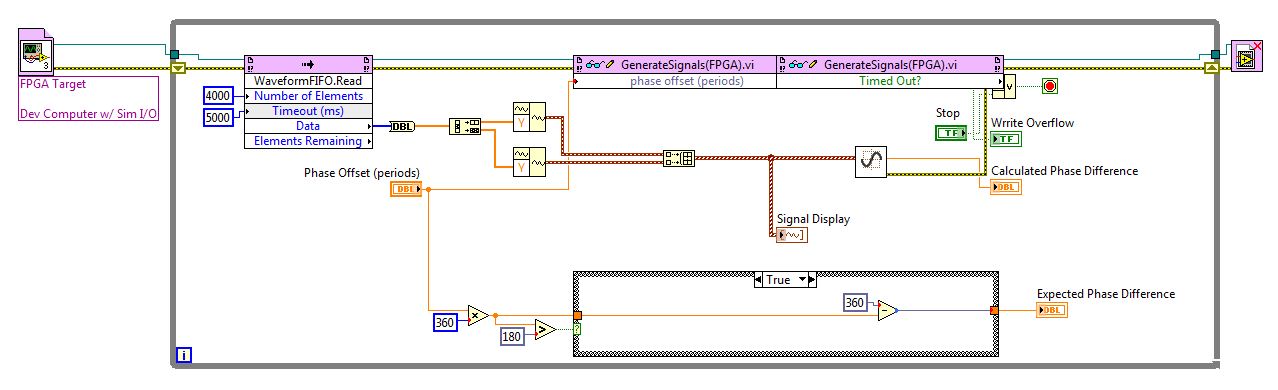 3
FPGA Target
Dev Computer w/ Sim I/O
WaveformFIFO.Read
Number of Elements
Timeout (ms)
Data
Elements Remaining
4000
5000
DBL
Y
Y
GenerateSignals(FPGA).vi
phase offset (periods)
GenerateSignals(FPGA).vi
Timed Out?
v
Stop
TF
Wrrite Overflow
TF
Phase Offset (periods)
DBL
Calculated Phase Difference
DBL
Signal Display
True
360
x
180
>
?
360
-
Expected Phase Difference
DBL
i